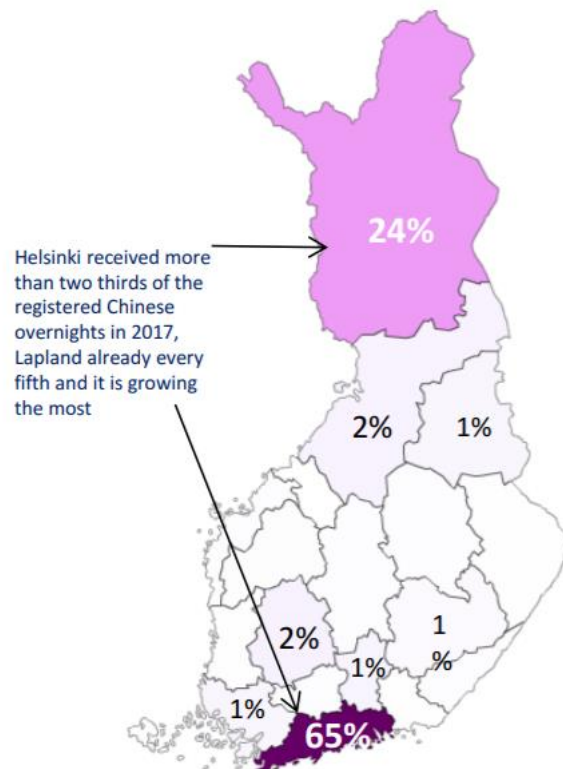 24%
Helsinki received more
than two thirds of the
registered Chinese
overnights in 2017,
Lapland already every
fifth and it is growing
the most
2%
1%
2%
1%
1
%
1%
65%